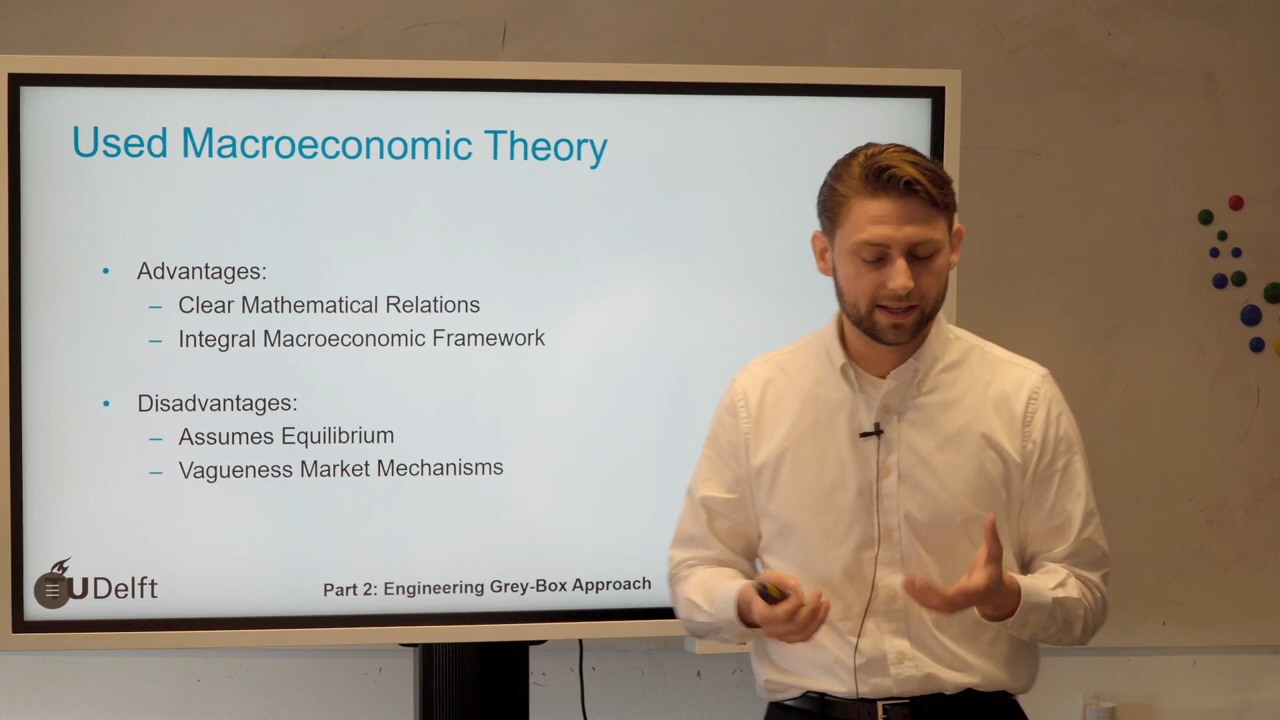 Used Macroeconomic Theory
• Advantages:
– Clear Mathematical Relations
– Integral Macroeconomic Framework
• Disadvantages:
– Assumes Equilibrium
– Vagueness Market Mechanisms
UDelft
Part 2: Engineering Grey-Box Approach